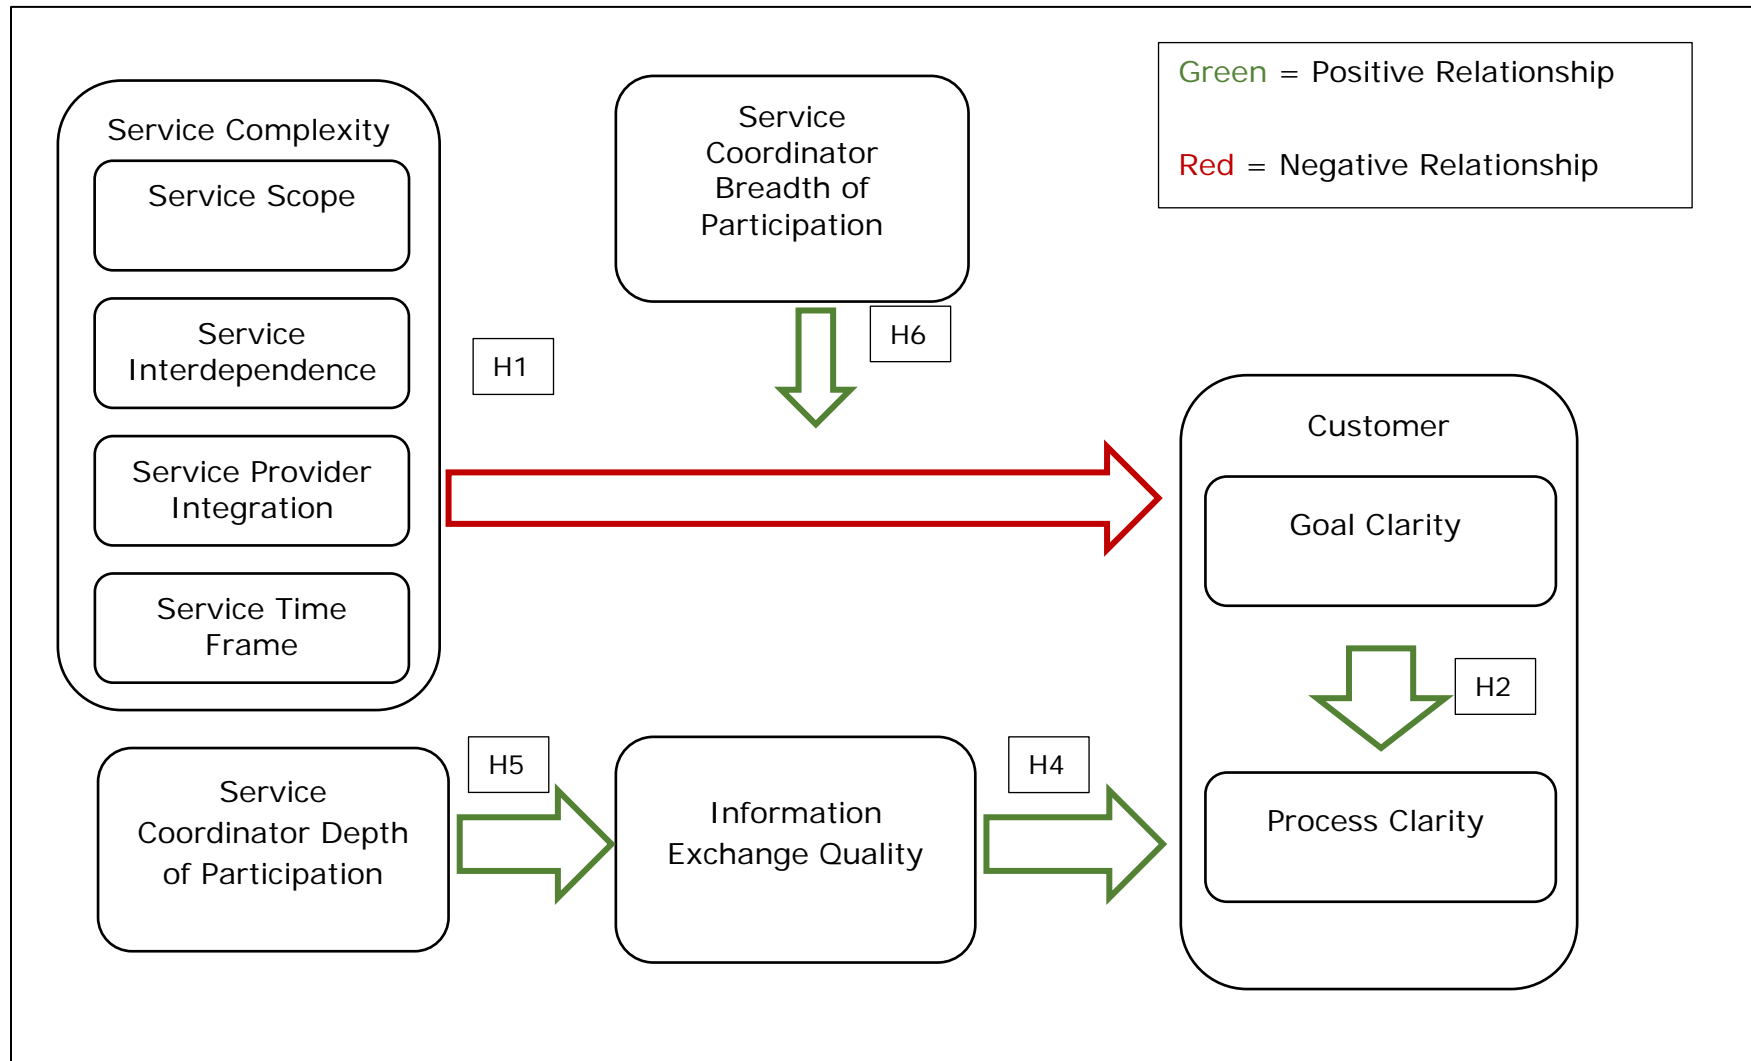 Service Complexity
Service Scope
Service
Interdependence
Service Provider
Integration
Service Time
Frame
H1
Service
Coordinator
Breadth of
Participation
H6
Green = Positive Relationship
Red = Negative Relationship
Customer
Goal Clarity
H2
Process Clarity
Service
Coordinator Depth
of Participation
H5
Information
Exchange Quality
H4